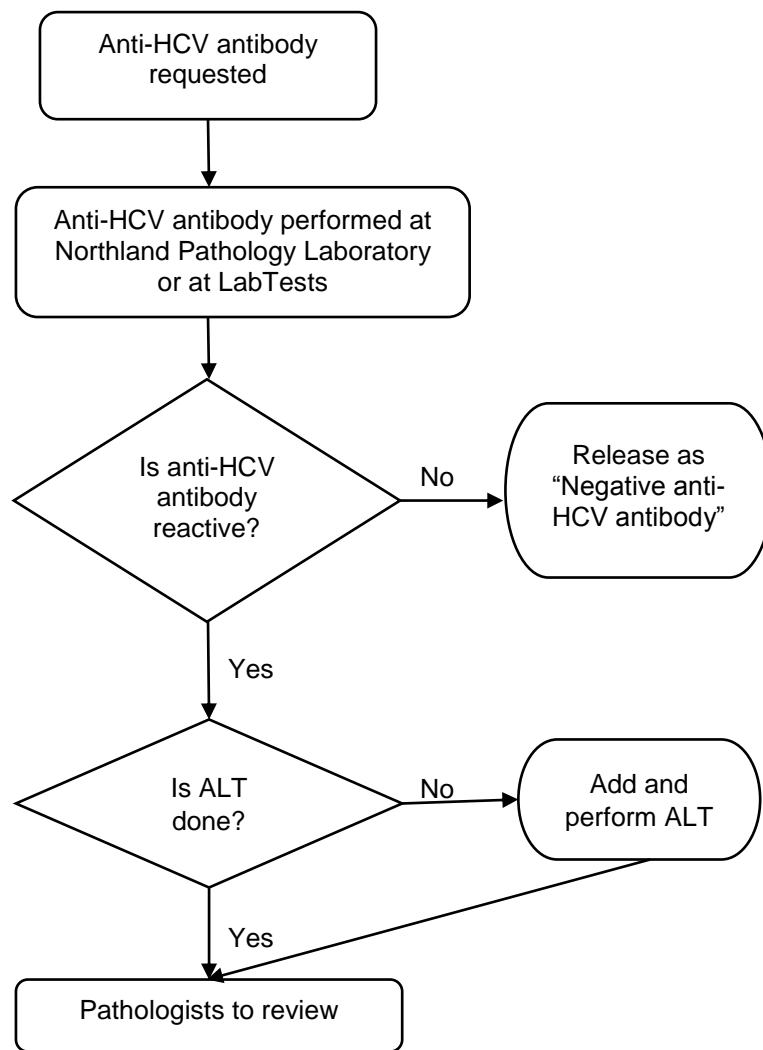 Anti-HCV antibody
requested
Anti-HCV antibody performed at
Northland Pathology Laboratory
or at LabTests
Is anti-HCV
antibody
reactive?
No
Release as
“Negative anti-
HCV antibody”
Yes
Is ALT
done?
No
Add and
perform ALT
Yes
Pathologists to review